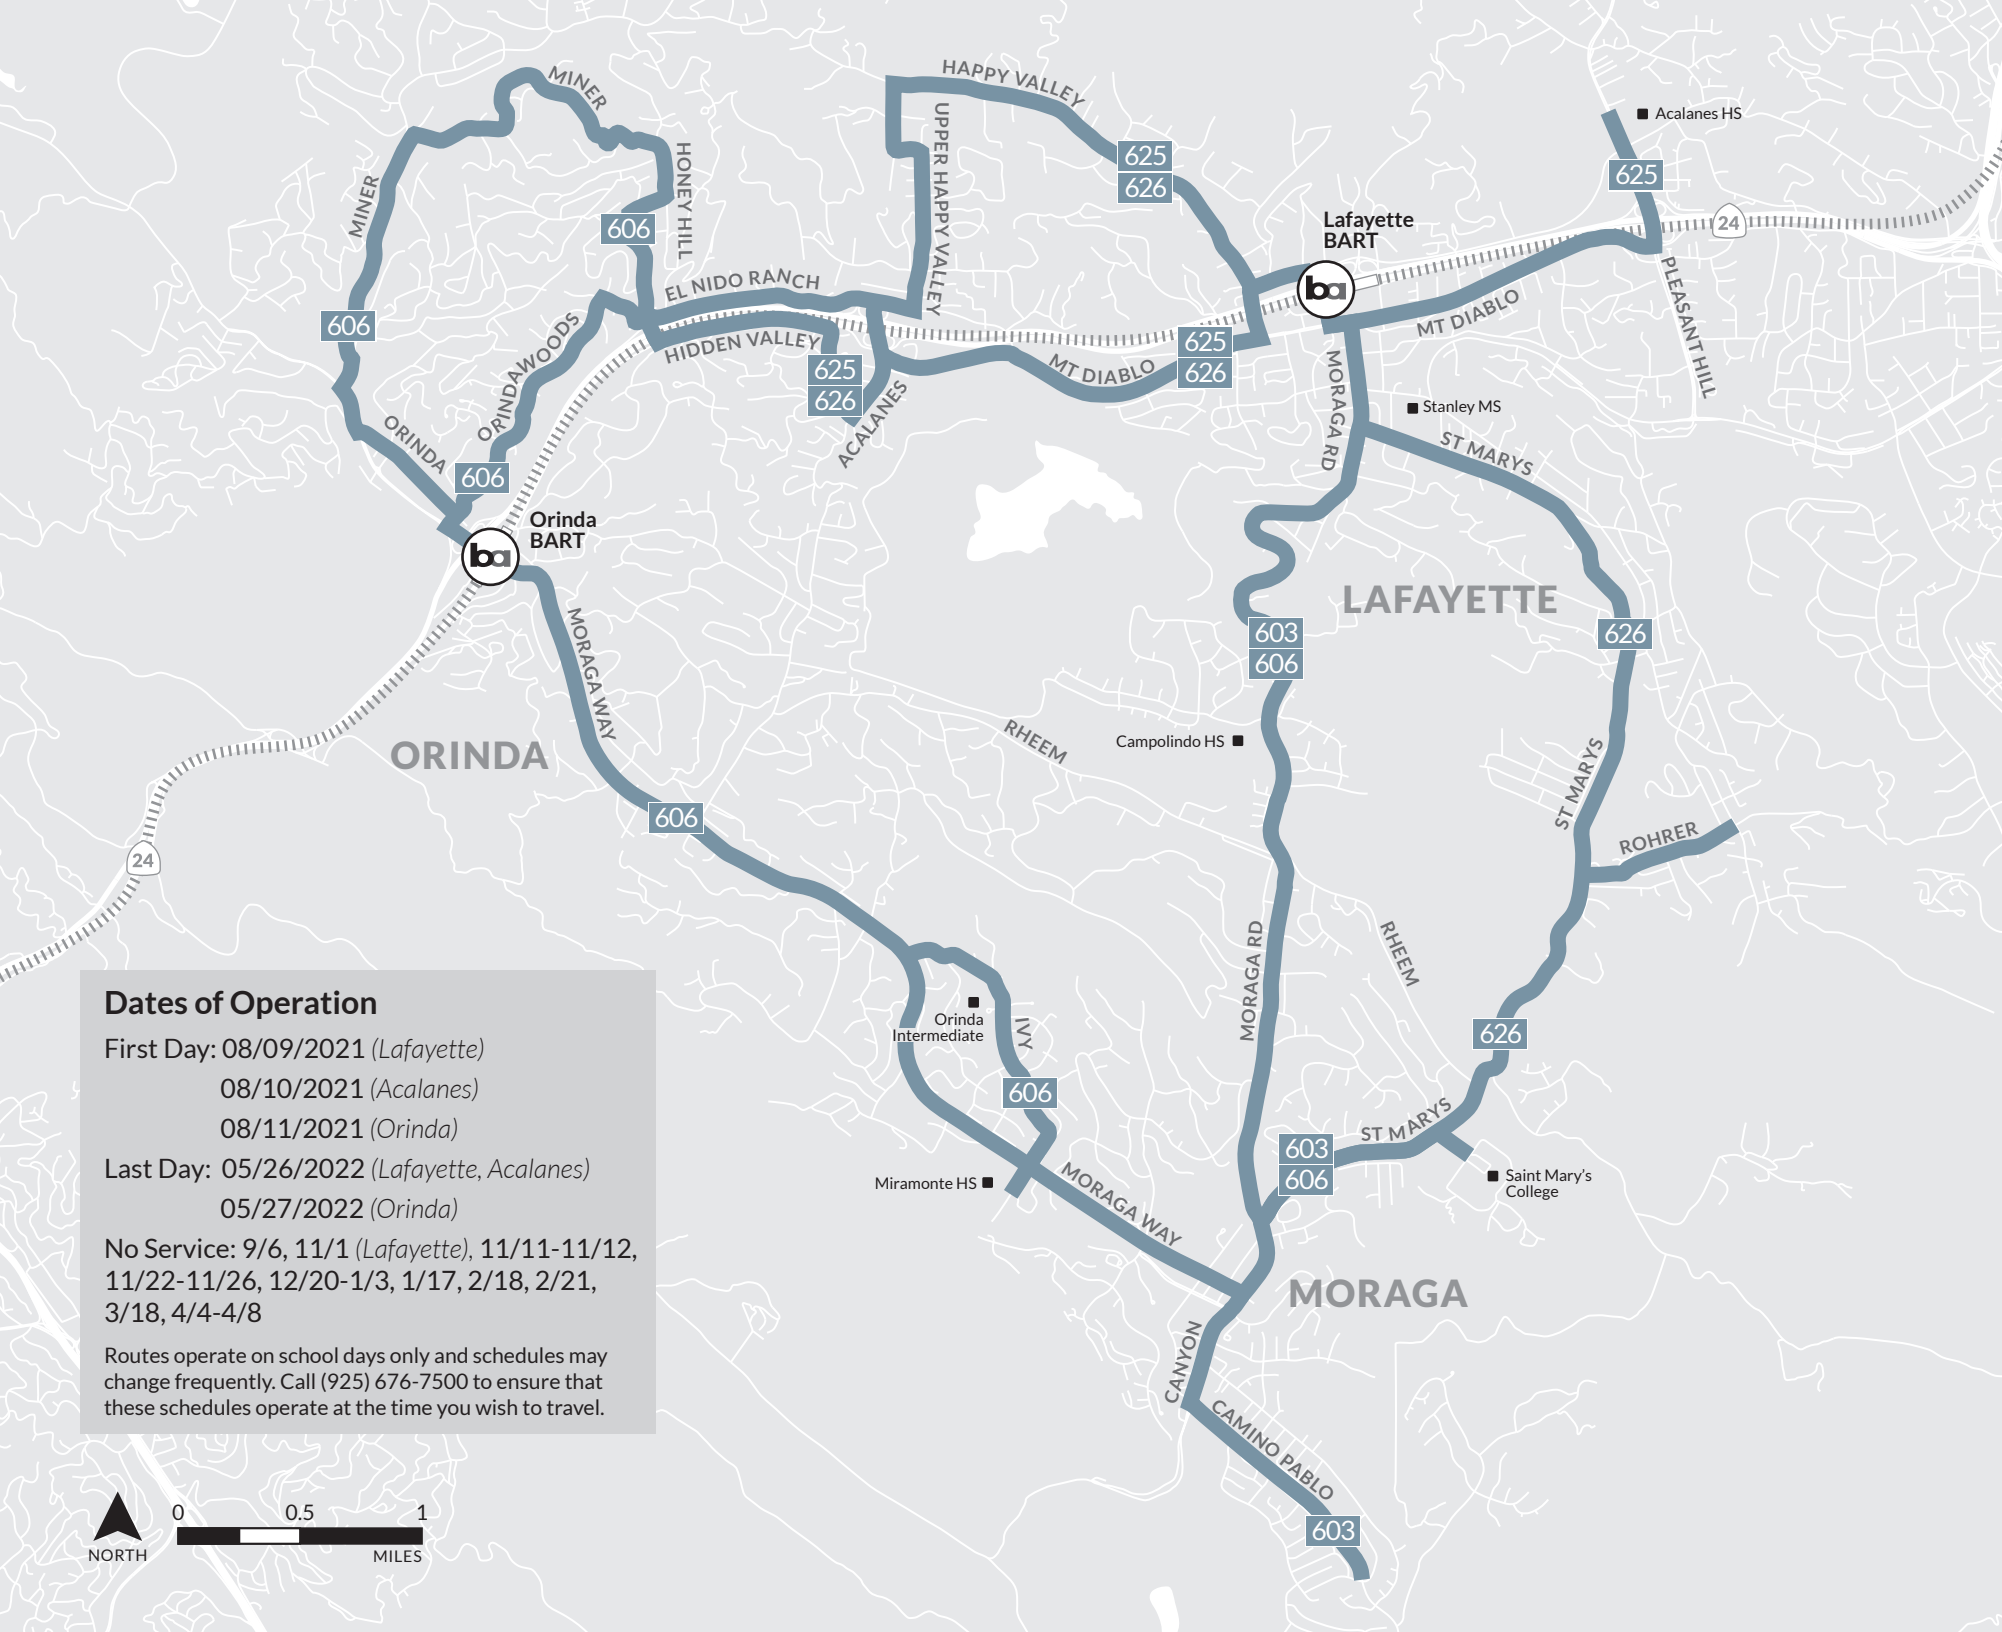 MINER
HAPPY VALLEY
Acalanes HS
UPPER HAPPY VALLEY
HONEY HILL
625
626
625
MINER
606
Lafayette
BART
24
ba
EL NIDO RANCH
PLEASANT HILL
606
ORINDAWOODS
HIDDEN VALLEY
MT DIABLO
625
626
625
626
MT DIABLO
MORAGA RD
ACALANES
Stanley MS
ORINDA
ST MARYS
606
Orinda
BART
ba
LAFAYETTE
603
606
626
MORAGA WAY
RHEEM
Campolindo HS
ORINDA
ST MARYS
606
ROHRER
24
MORAGA RD
RHEEM
Orinda
Intermediate
IVY
626
606
ST MARYS
603
606
Saint Mary's
College
Miramonte HS
MORAGA WAY
MORAGA
CANYON
CAMINO PABLO
603
Dates of Operation
First Day: 08/09/2021 (Lafayette)
08/10/2021 (Acalanes)
08/11/2021 (Orinda)
Last Day: 05/26/2022 (Lafayette, Acalanes)
05/27/2022 (Orinda)
No Service: 9/6, 11/1 (Lafayette), 11/11-11/12,
11/22-11/26, 12/20-1/3, 1/17, 2/18, 2/21,
3/18, 4/4-4/8
Routes operate on school days only and schedules may
change frequently. Call (925) 676-7500 to ensure that
these schedules operate at the time you wish to travel.
0 0.5 1
NORTH MILES